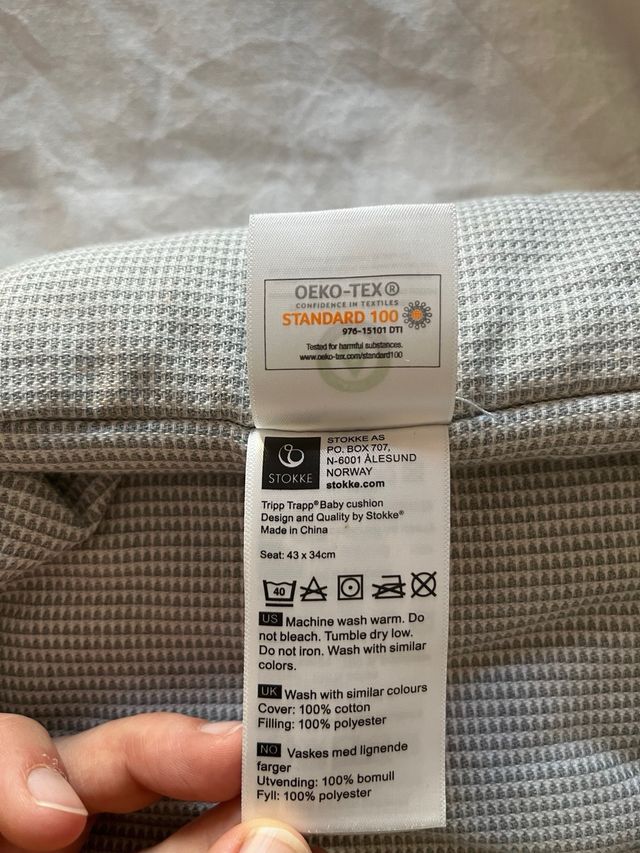 OEKO-TEX®
CONFIDENCE IN TEXTILES
STANDARD 100
976-15101 DTI
Tested for harmful substances.
www.oeko-tex.com/standard100
STOKKE
STOKKE AS
PO. BOX 707,
N-6001 ÅLESUND
NORWAY
stokke.com
Tripp Trapp® Baby cushion
Design and Quality by Stokke®
Made in China
Seat: 43 x 34cm
40
US Machine wash warm. Do
not bleach. Tumble dry low.
Do not iron. Wash with similar
colors.
UK Wash with similar colours
Cover: 100% cotton
Filling: 100% polyester
NO Vaskes med lignende
farger
Utvending: 100% bomull
Fyll: 100% polyester